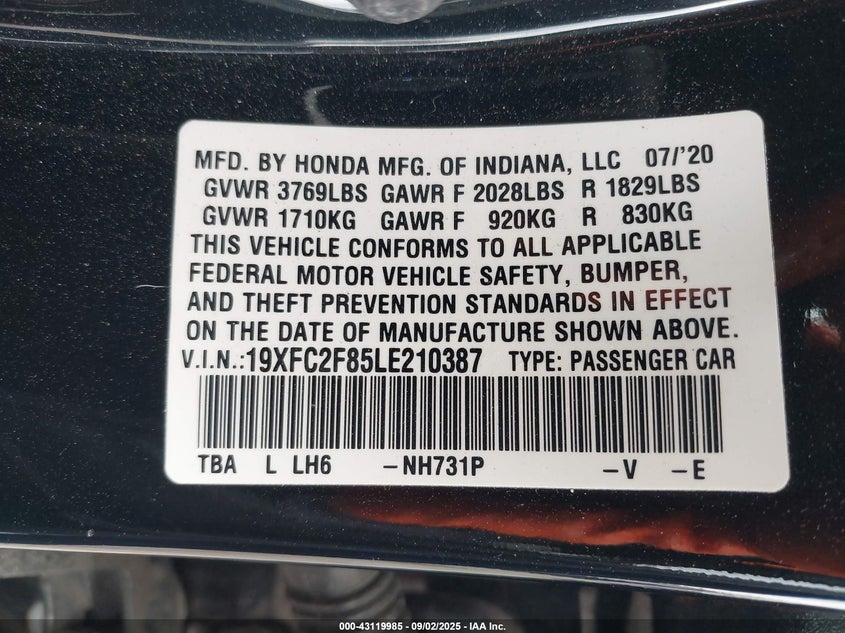 MFD. BY HONDA MFG. OF INDIANA, LLC 07/'20
GVWR 3769LBS GAWR F 2028LBS R 1829LBS
GVWR 1710KG GAWR F 920KG R 830KG
THIS VEHICLE CONFORMS TO ALL APPLICABLE
FEDERAL MOTOR VEHICLE SAFETY, BUMPER,
AND THEFT PREVENTION STANDARDS IN EFFECT
ON THE DATE OF MANUFACTURE SHOWN ABOVE.
V.I.N.:19XFC2F85LE210387 TYPE: PASSENGER CAR
TBA L LH6 -NH731P -V -E
000-43119985 - 09/02/2025 - IAA Inc.